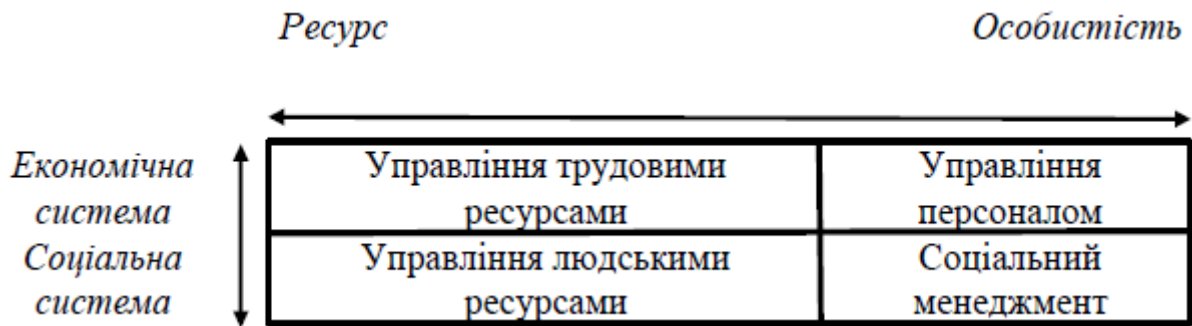 Ресурс Особистість
Економічна система
Управління трудовими ресурсами
Управління персоналом
Соціальна система
Управління людськими ресурсами
Соціальний менеджмент